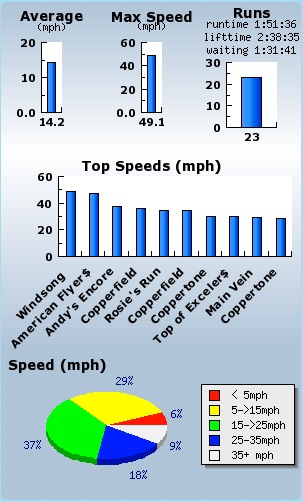 Average
(mph)
20
10
0.0
14.2
Max Speed
(mph)
60
40
20
0.0
49.1
Runs
runtime 1:51:36
lifttime 2:38:35
waiting 1:31:41
30
20
10
0
23
Top Speeds (mph)
60
40
20
0
Windsong
American Flyer$
Andy's Encore
Copperfield
Rosie's Run
Copperfield
Coppertone
Top of Exceler$
Main Vein
Coppertone
Speed (mph)
29%
6%
9%
18%
37%
< 5mph
5->15mph
15->25mph
25-35mph
35+ mph